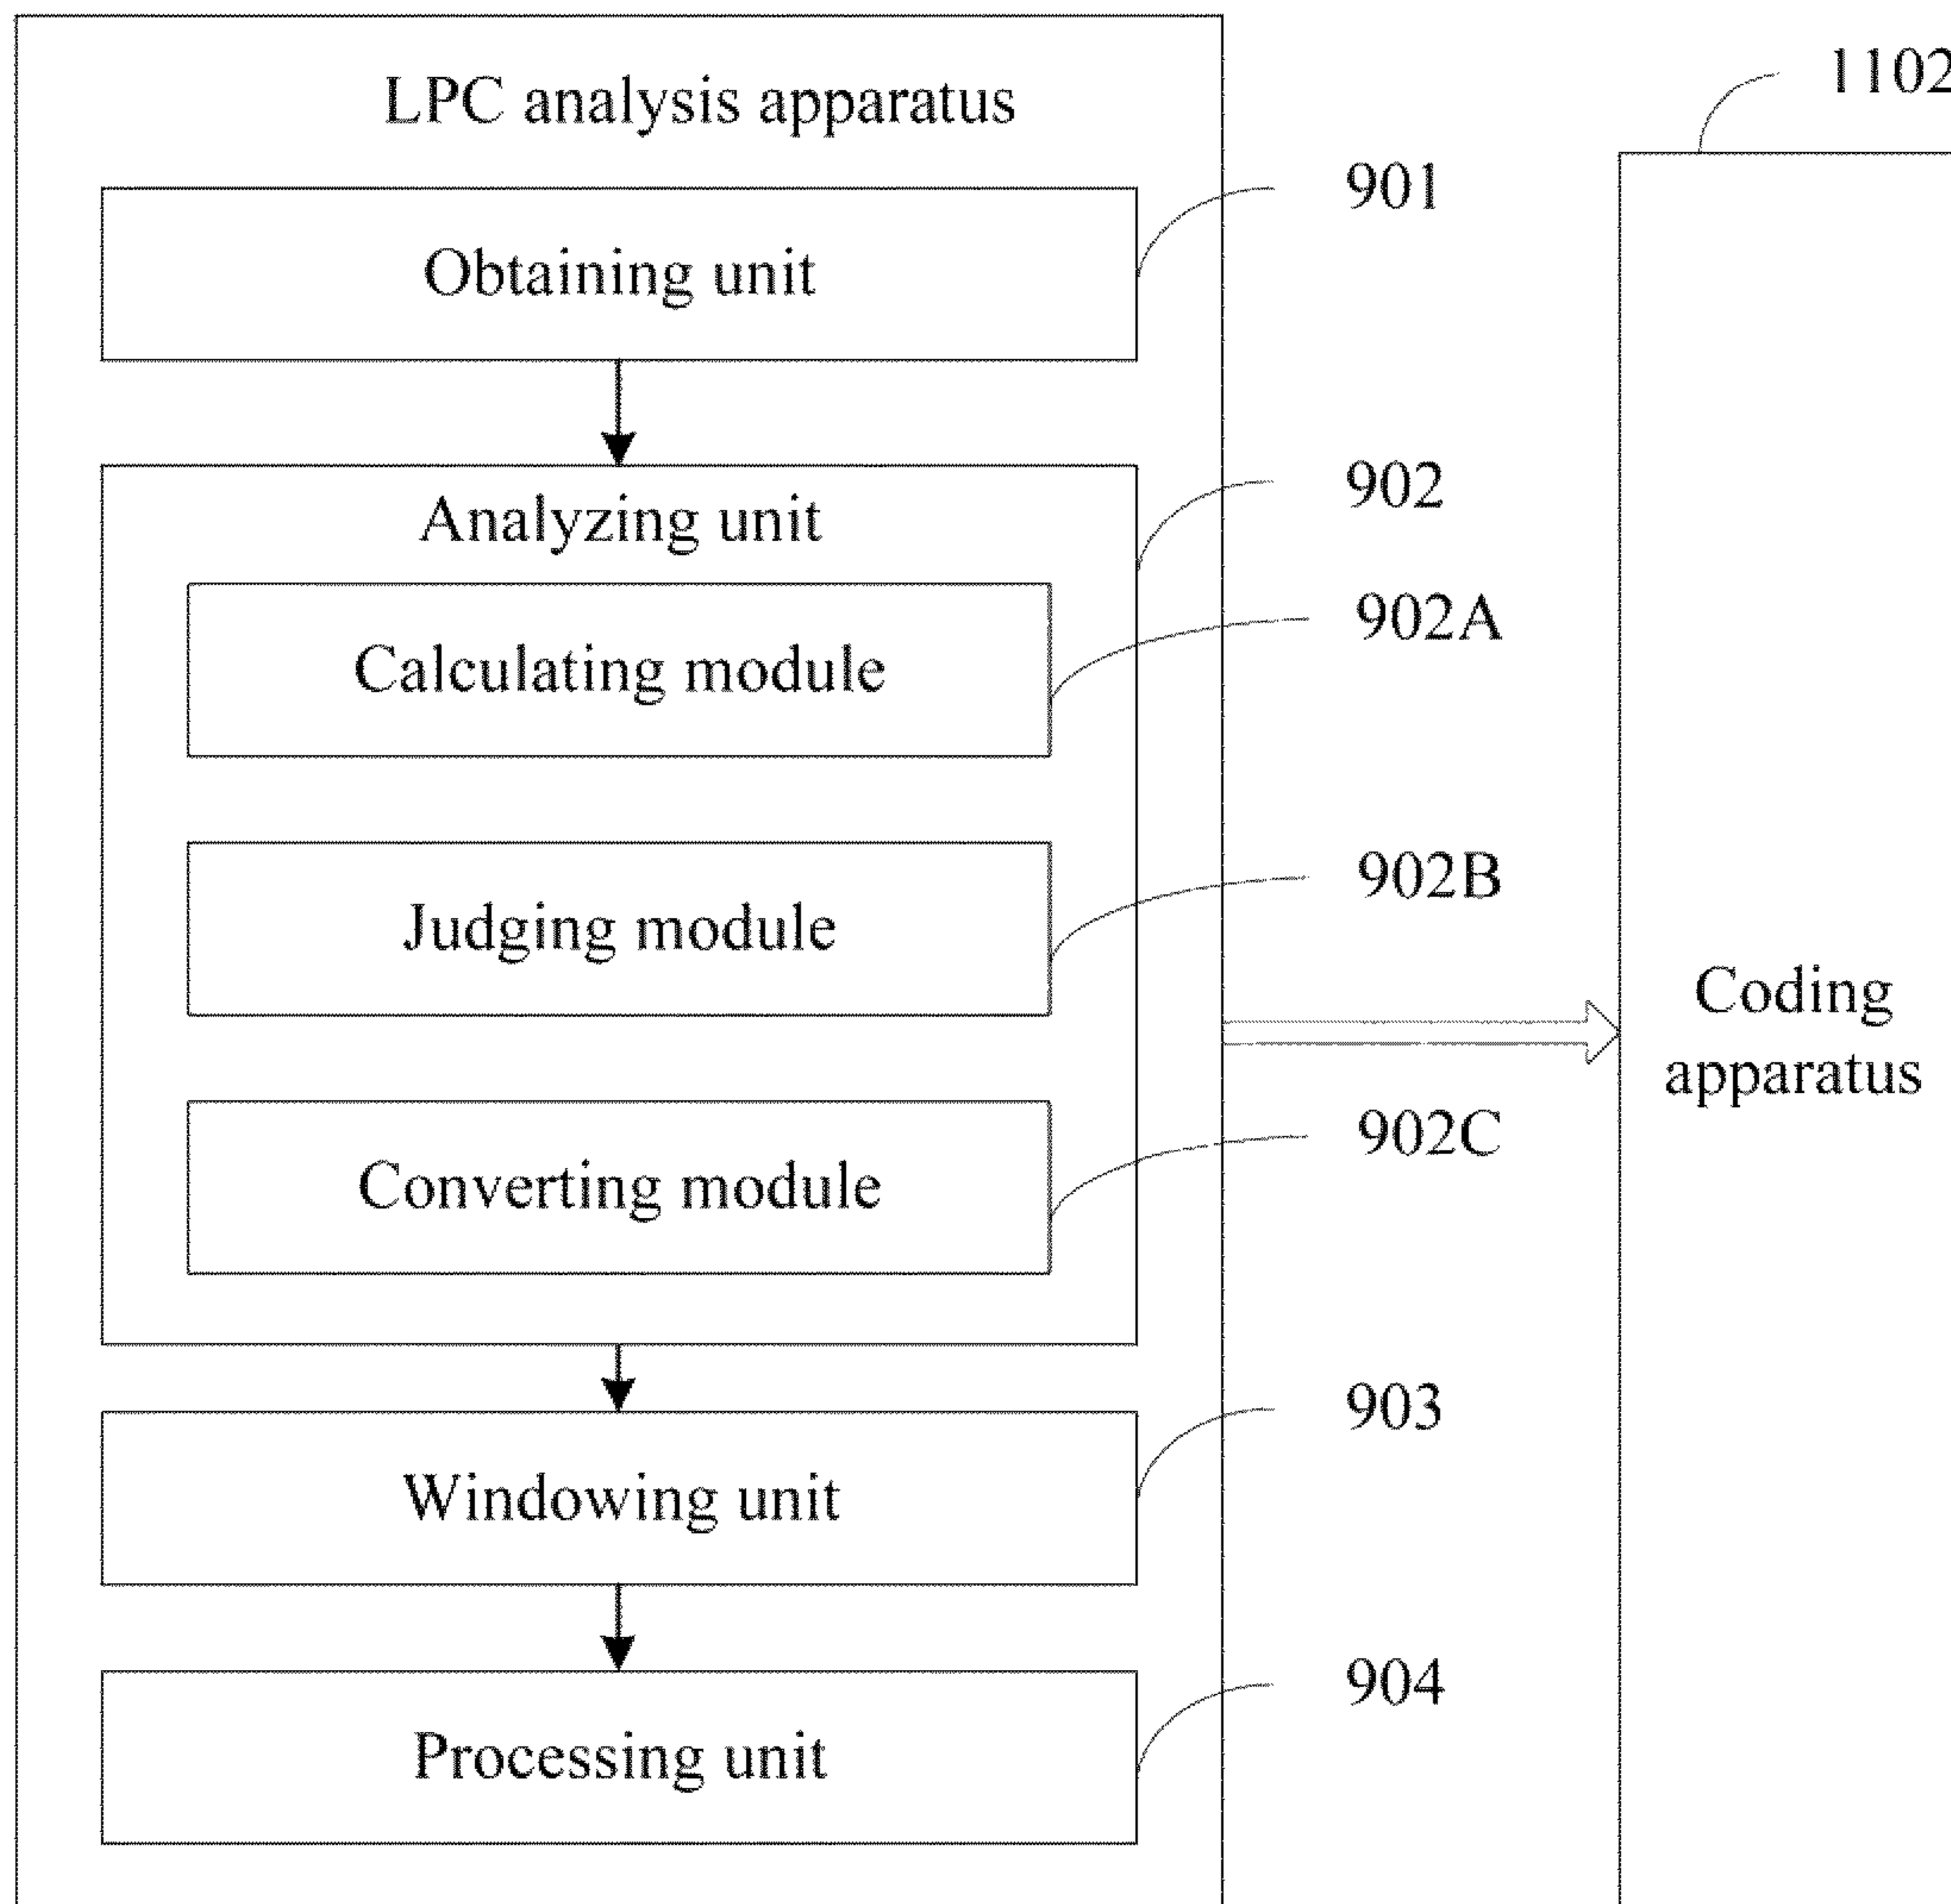 LPC analysis apparatus
1102
901
Obtaining unit
902
Analyzing unit
902A
Calculating module
902B
Judging module
Coding
apparatus
902C
Converting module
903
Windowing unit
904
Processing unit